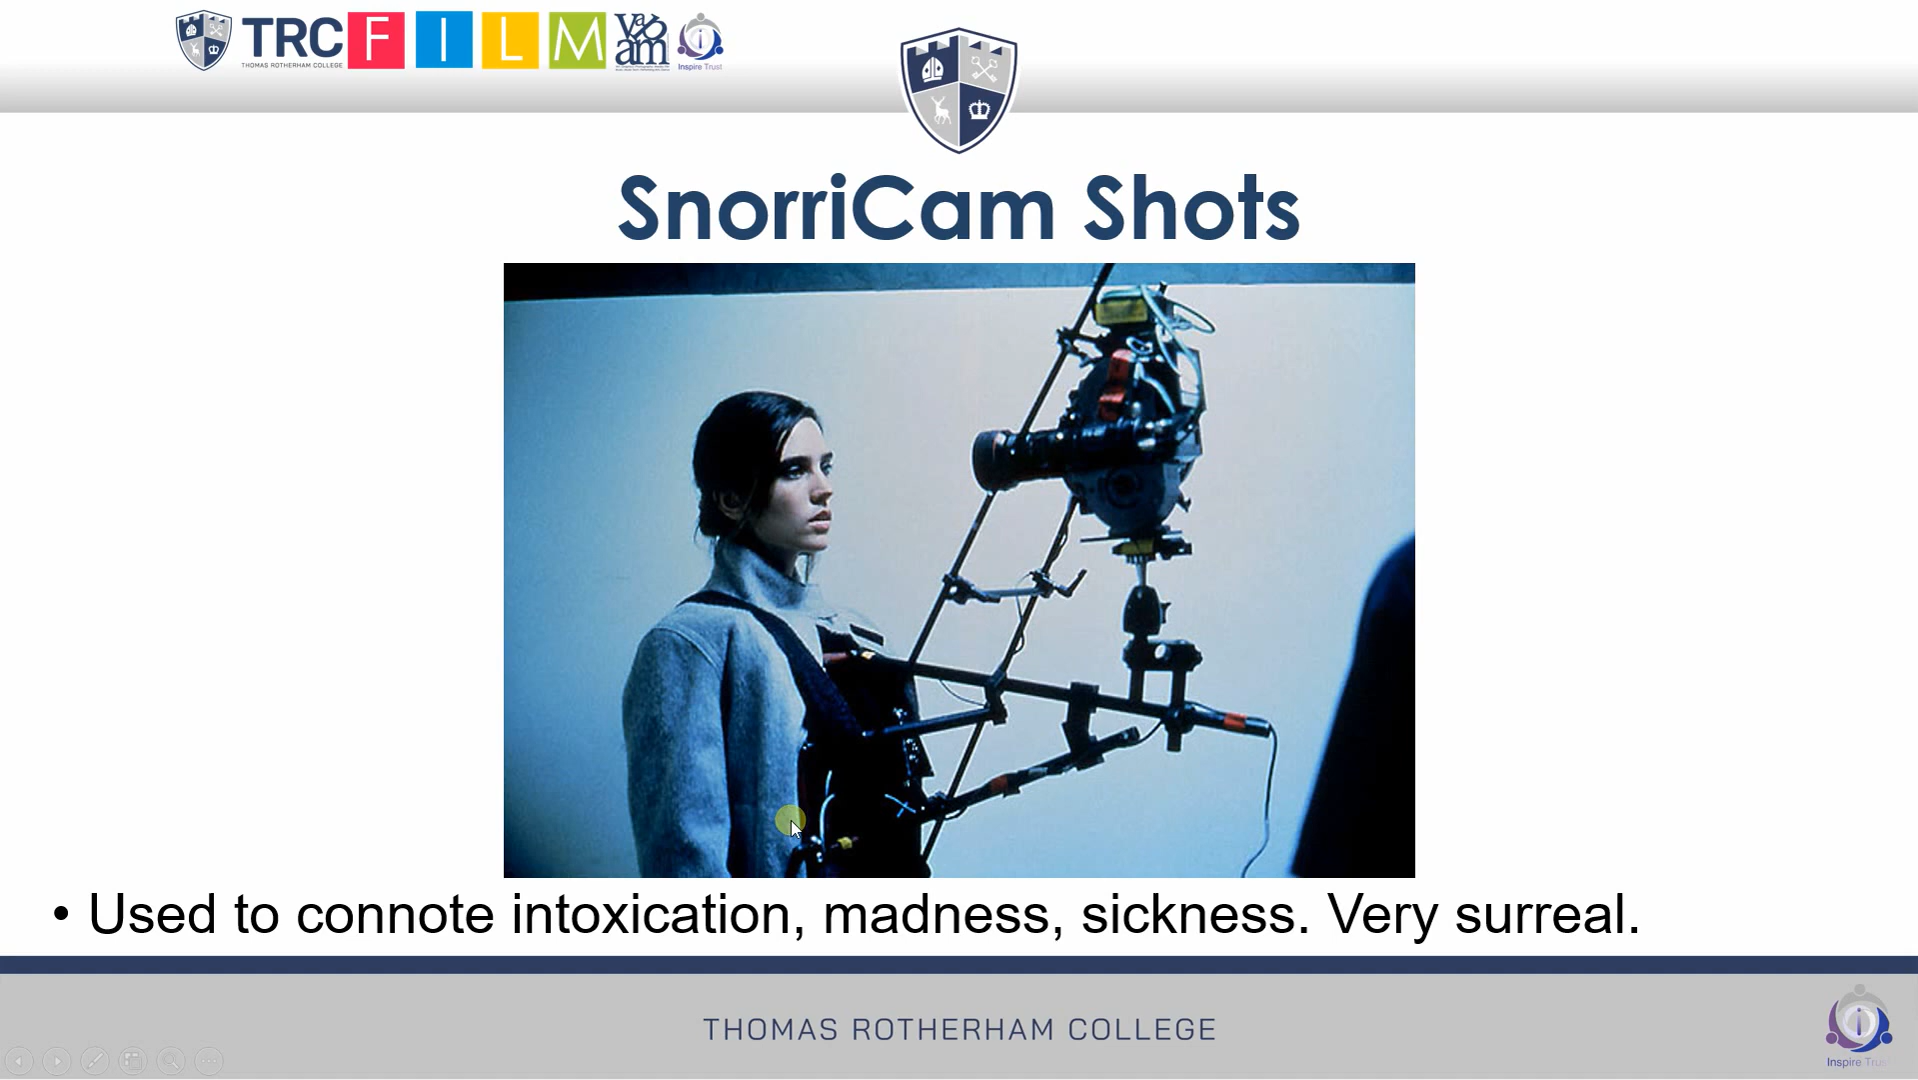 TRC FILM
THOMAS ROTHERHAM COLLEGE
Inspire Trust
SnorriCam Shots
• Used to connote intoxication, madness, sickness. Very surreal.
THOMAS ROTHERHAM COLLEGE
Inspire Trust